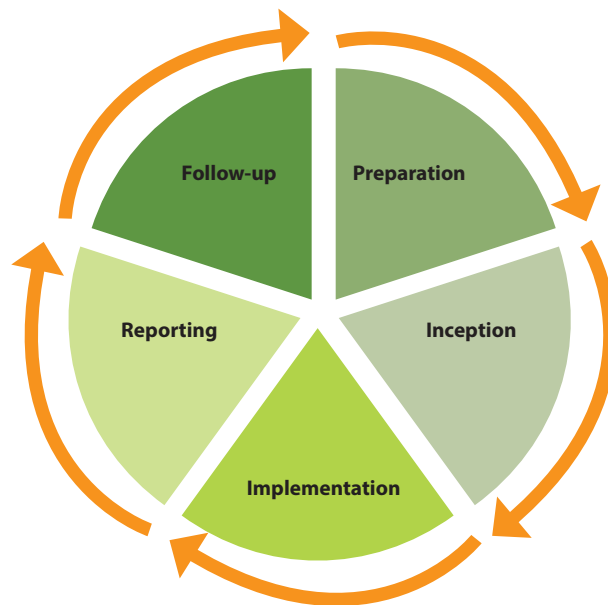 Follow-up
Preparation
Reporting
Inception
Implementation